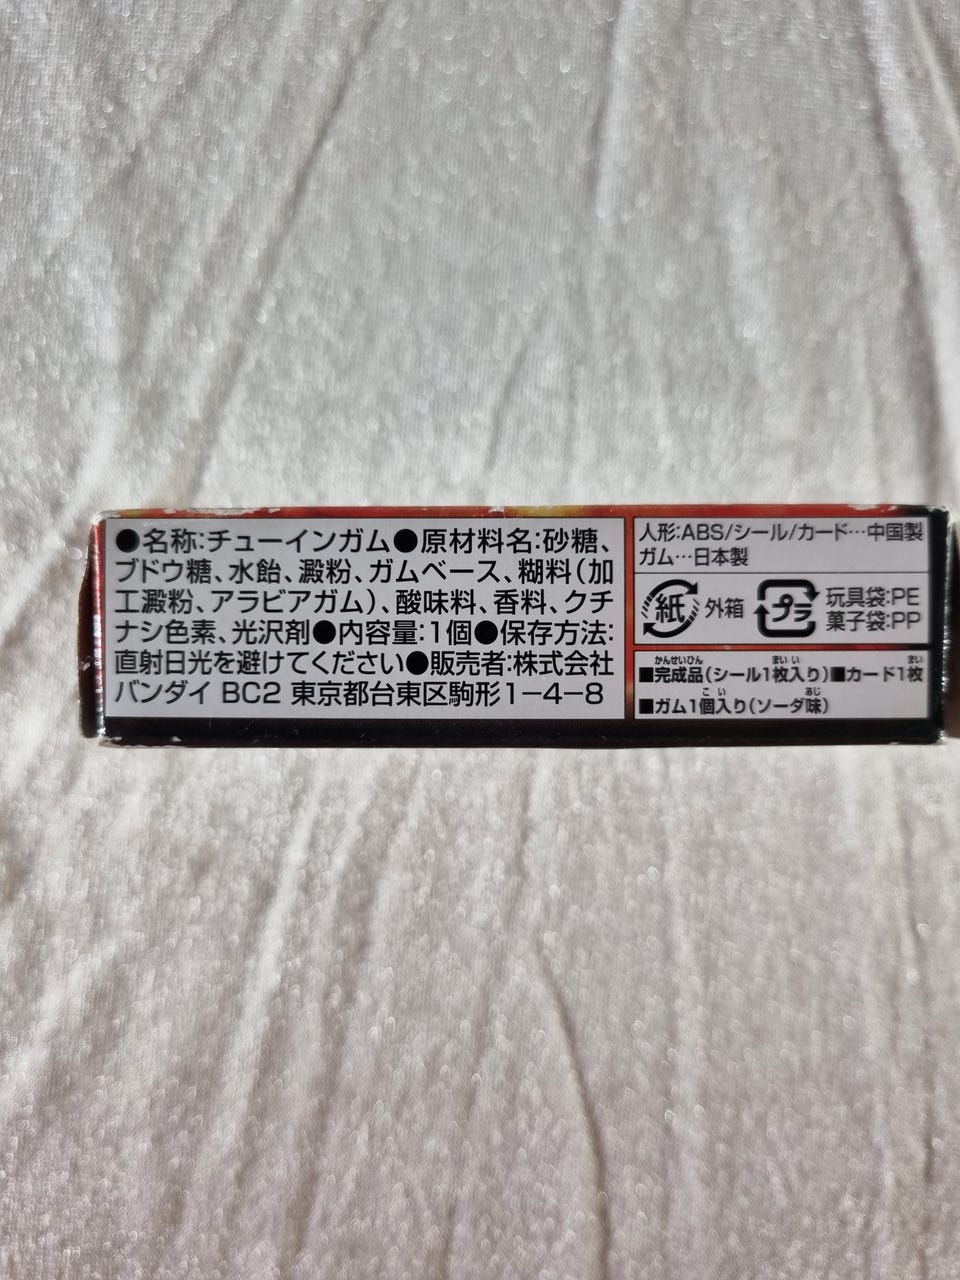 ●名称:チューインガム●原材料名:砂糖、
ブドウ糖、水飴、澱粉、ガムベース、糊料(加
工澱粉、アラビアガム)、酸味料、香料、クチ
ナシ色素、光沢剤●内容量:1個●保存方法:
直射日光を避けてください●販売者:株式会社
バンダイ BC2 東京都台東区駒形1-4-8
人形:ABS/シール/カード…中国製
ガム…日本製
紙 外箱
プラ
玩具袋:PE
菓子袋:PP
かんせいひん まい い まい
■完成品(シール1枚入り)■カード1枚
こ い あじ
■ガム1個入り(ソーダ味)